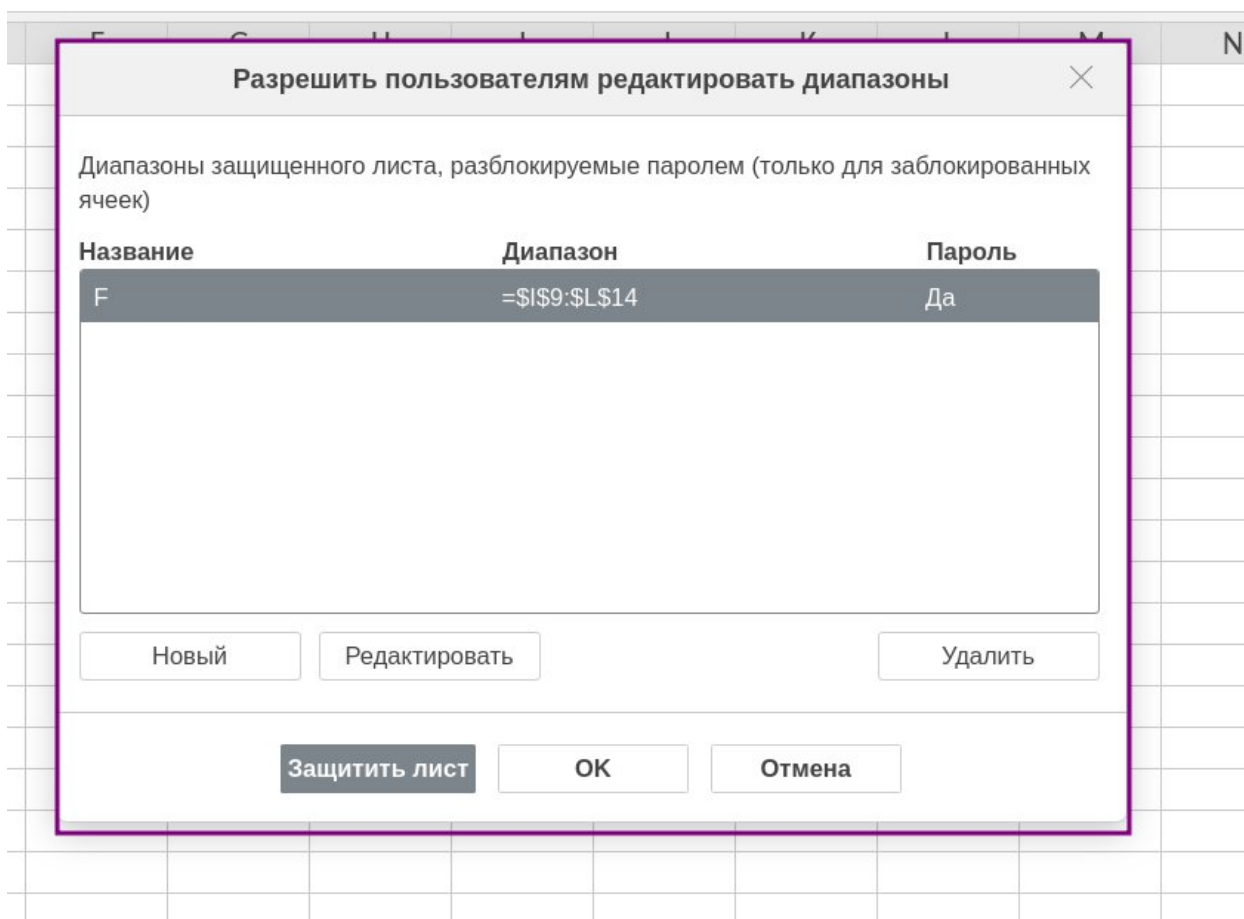 N
Разрешить пользователям редактировать диапазоны
Диапазоны защищенного листа, разблокируемые паролем (только для заблокированных
ячеек)
Название Диапазон Пароль
F =$I$9:$L$14 Да
Новый Редактировать Удалить
Защитить лист OK Отмена